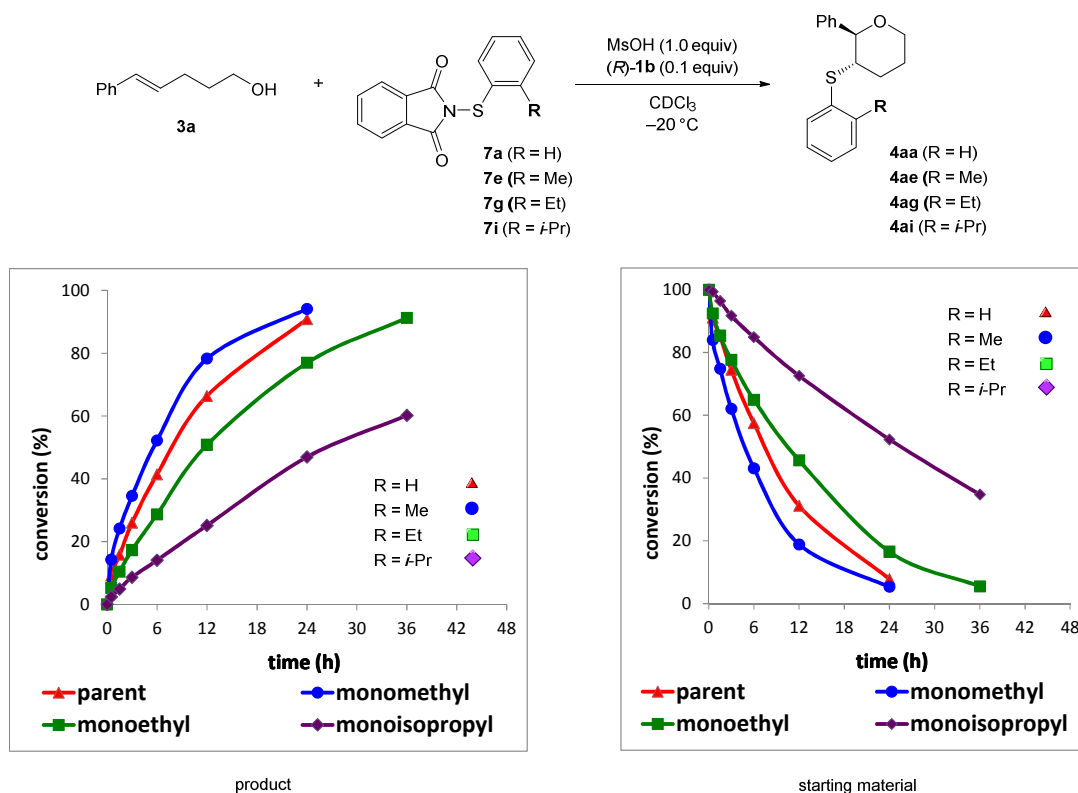 Ph
OH
3a
+
O
N
S
O
R
7a (R = H)
7e (R = Me)
7g (R = Et)
7i (R = i-Pr)
MsOH (1.0 equiv)
(R)-1b (0.1 equiv)
CDCl₃
–20 °C
Ph
O
S
R
4aa (R = H)
4ae (R = Me)
4ag (R = Et)
4ai (R = i-Pr)
conversion (%)
100
80
60
40
20
0
R = H
R = Me
R = Et
R = i-Pr
0 6 12 18 24 30 36 42 48
time (h)
parent monomethyl
monoethyl monoisopropyl
product
conversion (%)
100
80
60
40
20
0
R = H
R = Me
R = Et
R = i-Pr
0 6 12 18 24 30 36 42 48
time (h)
parent monomethyl
monoethyl monoisopropyl
starting material